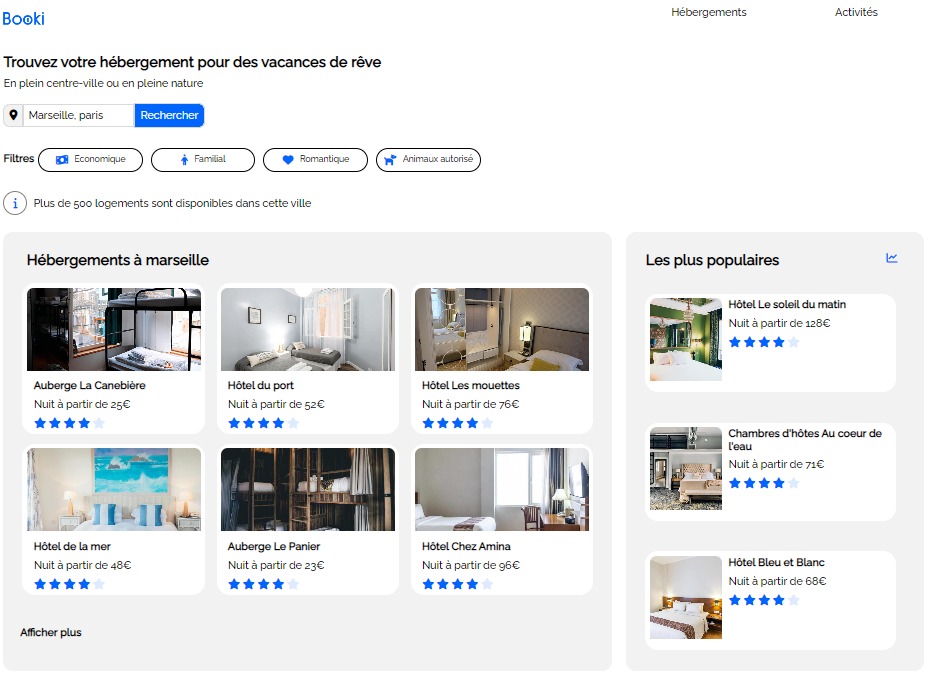 Booki
Hébergements
Activités
Trouvez votre hébergement pour des vacances de rêve
En plein centre-ville ou en pleine nature
Marseille, paris
Rechercher
Filtres
Economique
Familial
Romantique
Animaux autorisé
Plus de 500 logements sont disponibles dans cette ville
Hébergements à marseille
Auberge La Canebière
Nuit à partir de 25€
Hôtel du port
Nuit à partir de 52€
Hôtel Les mouettes
Nuit à partir de 76€
Hôtel de la mer
Nuit à partir de 48€
Auberge Le Panier
Nuit à partir de 23€
Hôtel Chez Amina
Nuit à partir de 96€
Afficher plus
Les plus populaires
Hôtel Le soleil du matin
Nuit à partir de 128€
Chambres d'hôtes Au coeur de
l'eau
Nuit à partir de 71€
Hôtel Bleu et Blanc
Nuit à partir de 68€